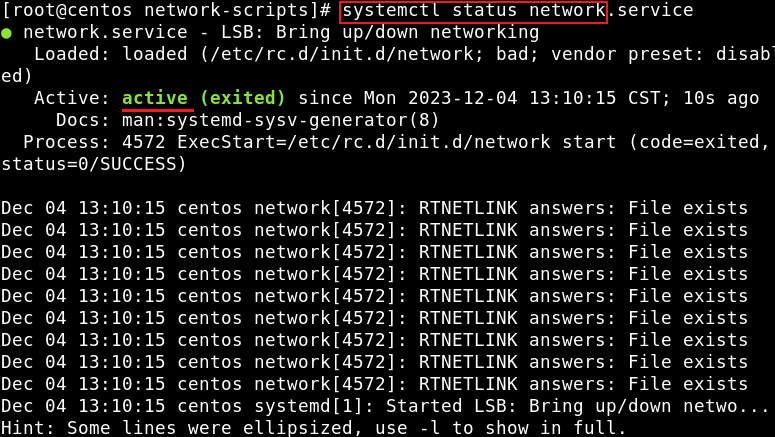 [root@centos network-scripts]# systemctl status network.service
● network.service - LSB: Bring up/down networking
   Loaded: loaded (/etc/rc.d/init.d/network; bad; vendor preset: disabl
ed)
   Active: active (exited) since Mon 2023-12-04 13:10:15 CST; 10s ago
     Docs: man:systemd-sysv-generator(8)
  Process: 4572 ExecStart=/etc/rc.d/init.d/network start (code=exited,
status=0/SUCCESS)

Dec 04 13:10:15 centos network[4572]: RTNETLINK answers: File exists
Dec 04 13:10:15 centos network[4572]: RTNETLINK answers: File exists
Dec 04 13:10:15 centos network[4572]: RTNETLINK answers: File exists
Dec 04 13:10:15 centos network[4572]: RTNETLINK answers: File exists
Dec 04 13:10:15 centos network[4572]: RTNETLINK answers: File exists
Dec 04 13:10:15 centos network[4572]: RTNETLINK answers: File exists
Dec 04 13:10:15 centos network[4572]: RTNETLINK answers: File exists
Dec 04 13:10:15 centos network[4572]: RTNETLINK answers: File exists
Dec 04 13:10:15 centos network[4572]: RTNETLINK answers: File exists
Dec 04 13:10:15 centos systemd[1]: Started LSB: Bring up/down netwo...
Hint: Some lines were ellipsized, use -l to show in full.